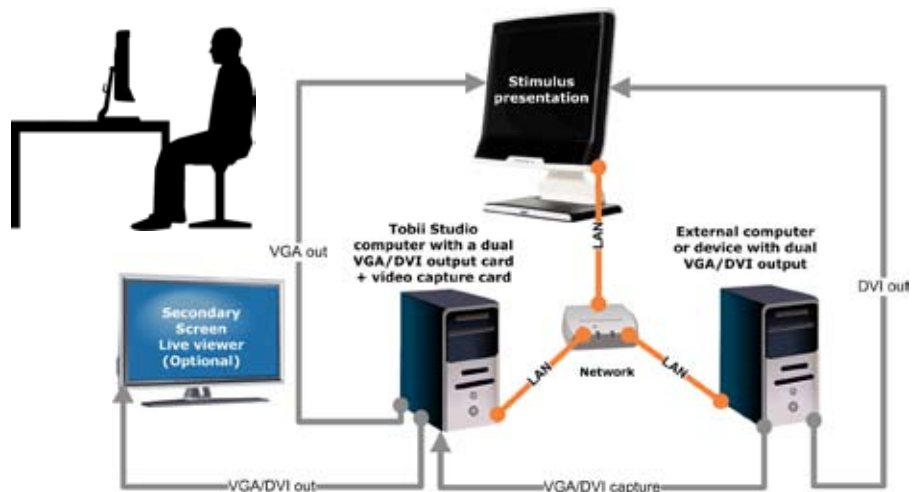 Stimulus
presentation
Tobii Studio
computer with a dual
VGA/DVI output card
+ video capture card
External computer
or device with dual
VGA/DVI output
VGA out
LAN
DVI out
Secondary
Screen
Live viewer
(Optional)
LAN
Network
LAN
VGA/DVI out
VGA/DVI capture